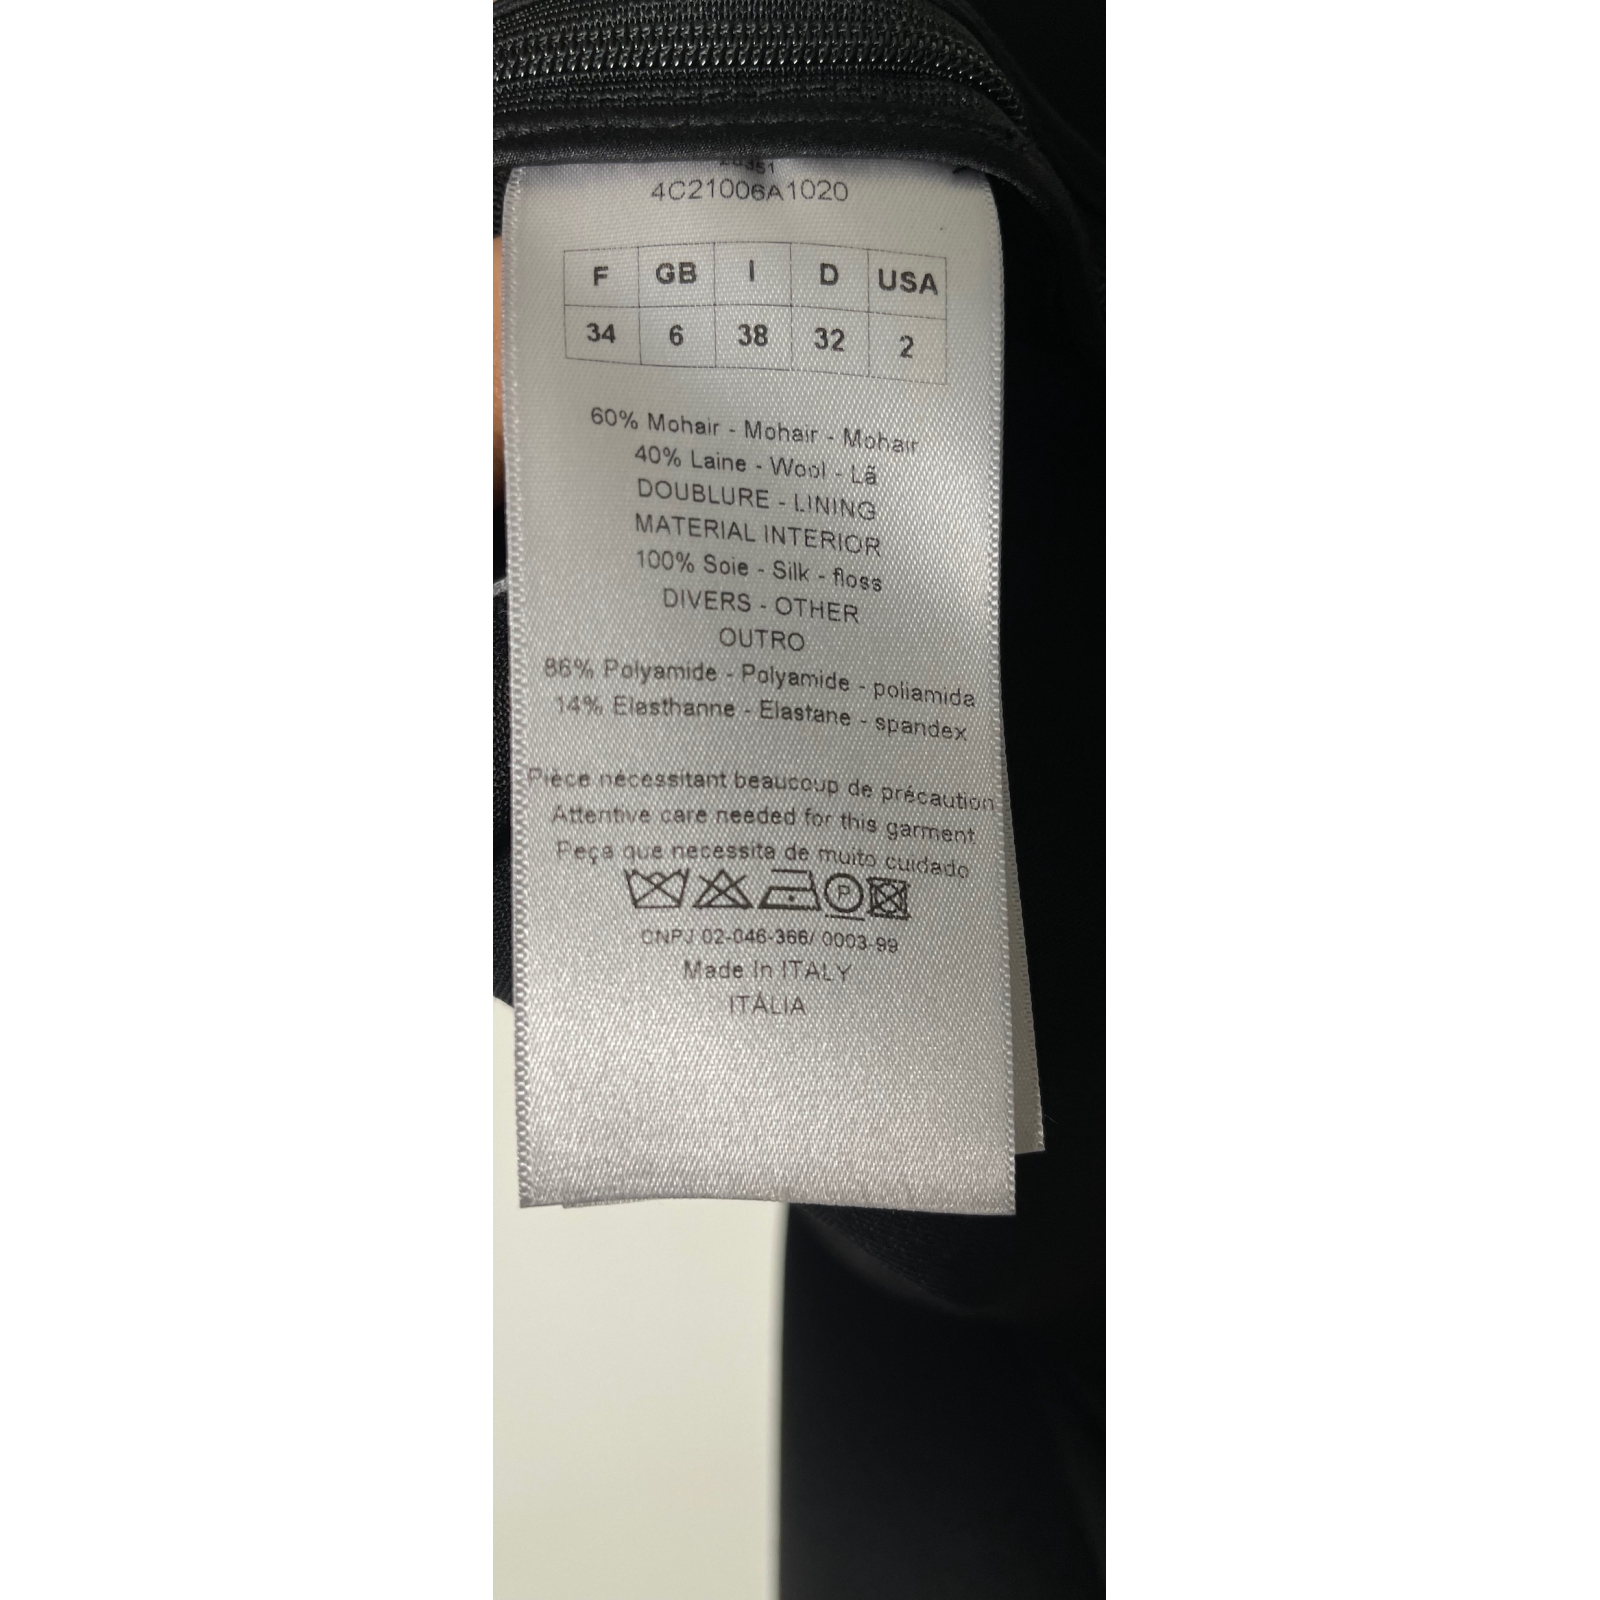 4C21006A1020
F GB I D USA
34 6 38 32 2
60% Mohair - Mohair - Mohair
40% Laine - Wool - Lã
DOUBLURE - LINING
MATERIAL INTERIOR
100% Soie - Silk - floss
DIVERS - OTHER
OUTRO
86% Polyamide - Polyamide - poliamida
14% Elasthanne - Elastane - spandex
Pièce nécessitant beaucoup de précaution
Attentive care needed for this garment
Peça que necessita de muito cuidado
P
CNPJ 02-046-366/ 0003-99
Made in ITALY
ITÁLIA